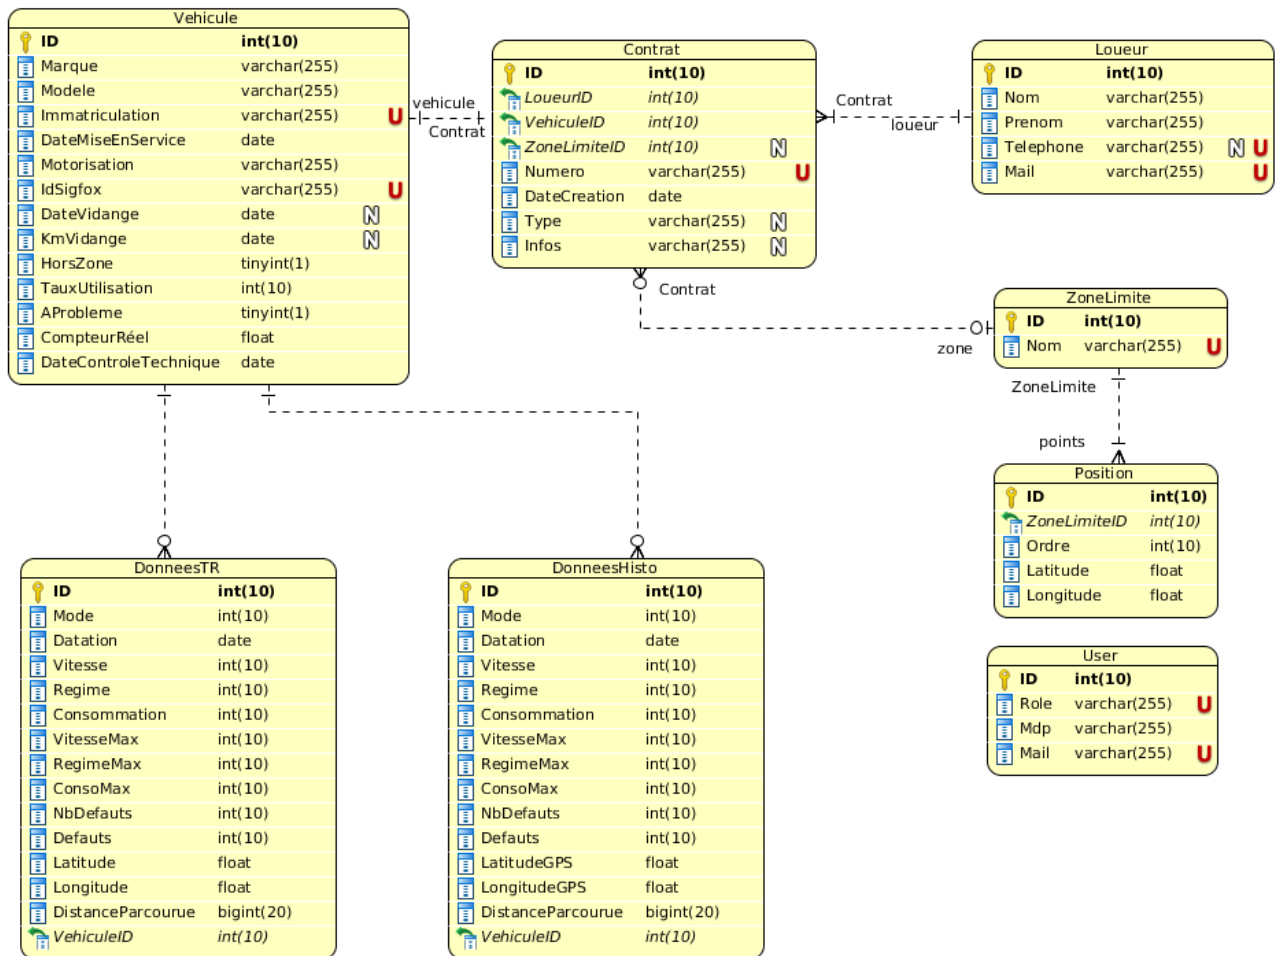 Vehicule
ID int(10)
Marque varchar(255)
Modele varchar(255)
Immatriculation varchar(255) U
DateMiseEnService date
Motorisation varchar(255)
IdSigfox varchar(255) U
DateVidange date N
KmVidange date N
HorsZone tinyint(1)
TauxUtilisation int(10)
AProbleme tinyint(1)
CompteurRéel float
DateControleTechnique date
vehicule
Contrat
Contrat
ID int(10)
LoueurID int(10)
VehiculeID int(10)
ZoneLimiteID int(10) N
Numero varchar(255) U
DateCreation date
Type varchar(255) N
Infos varchar(255) N
Contrat
loueur
Loueur
ID int(10)
Nom varchar(255)
Prenom varchar(255)
Telephone varchar(255) N U
Mail varchar(255) U
Contrat
zone
ZoneLimite
ID int(10)
Nom varchar(255) U
ZoneLimite
points
Position
ID int(10)
ZoneLimiteID int(10)
Ordre int(10)
Latitude float
Longitude float
DonneesTR
ID int(10)
Mode int(10)
Datation date
Vitesse int(10)
Regime int(10)
Consommation int(10)
VitesseMax int(10)
RegimeMax int(10)
ConsoMax int(10)
NbDefauts int(10)
Defauts int(10)
Latitude float
Longitude float
DistanceParcourue bigint(20)
VehiculeID int(10)
DonneesHisto
ID int(10)
Mode int(10)
Datation date
Vitesse int(10)
Regime int(10)
Consommation int(10)
VitesseMax int(10)
RegimeMax int(10)
ConsoMax int(10)
NbDefauts int(10)
Defauts int(10)
LatitudeGPS float
LongitudeGPS float
DistanceParcourue bigint(20)
VehiculeID int(10)
User
ID int(10)
Role varchar(255) U
Mdp varchar(255)
Mail varchar(255) U